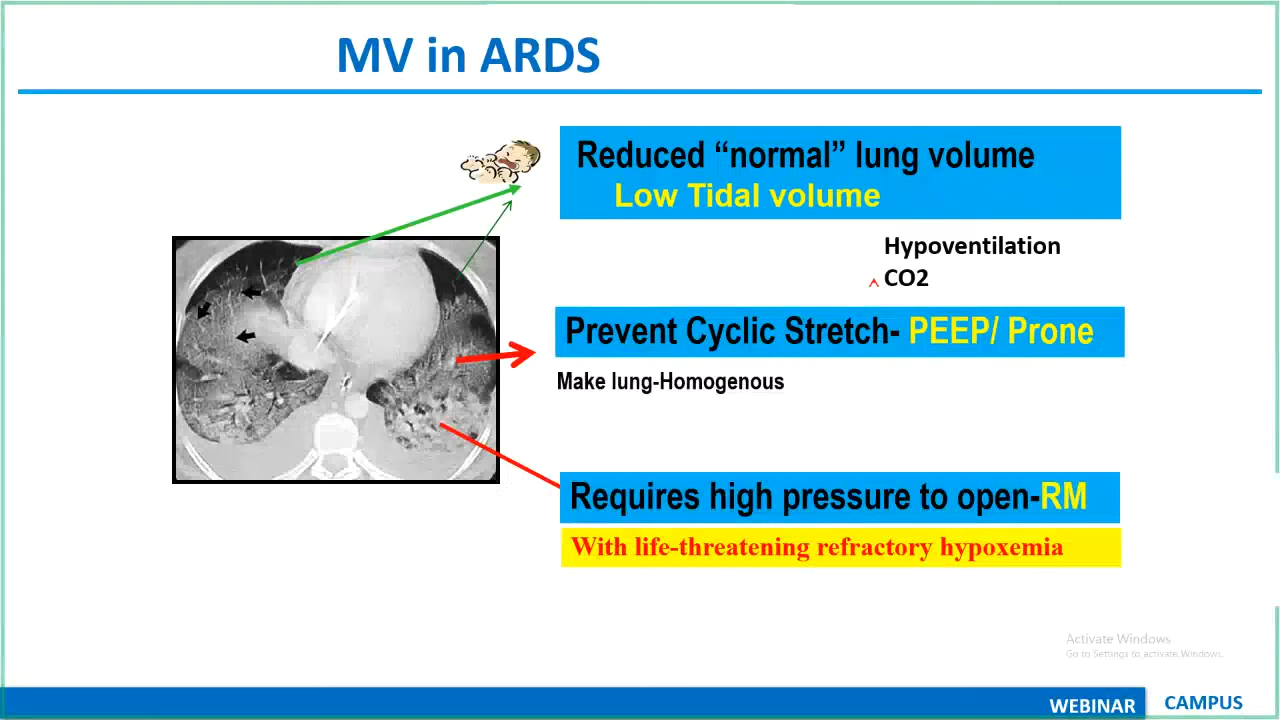 MV in ARDS
Reduced “normal” lung volume
Low Tidal volume
Hypoventilation
^ CO2
Prevent Cyclic Stretch- PEEP/ Prone
Make lung-Homogenous
Requires high pressure to open-RM
With life-threatening refractory hypoxemia
Activate Windows
Go to Settings to activate Windows.
WEBINAR CAMPUS